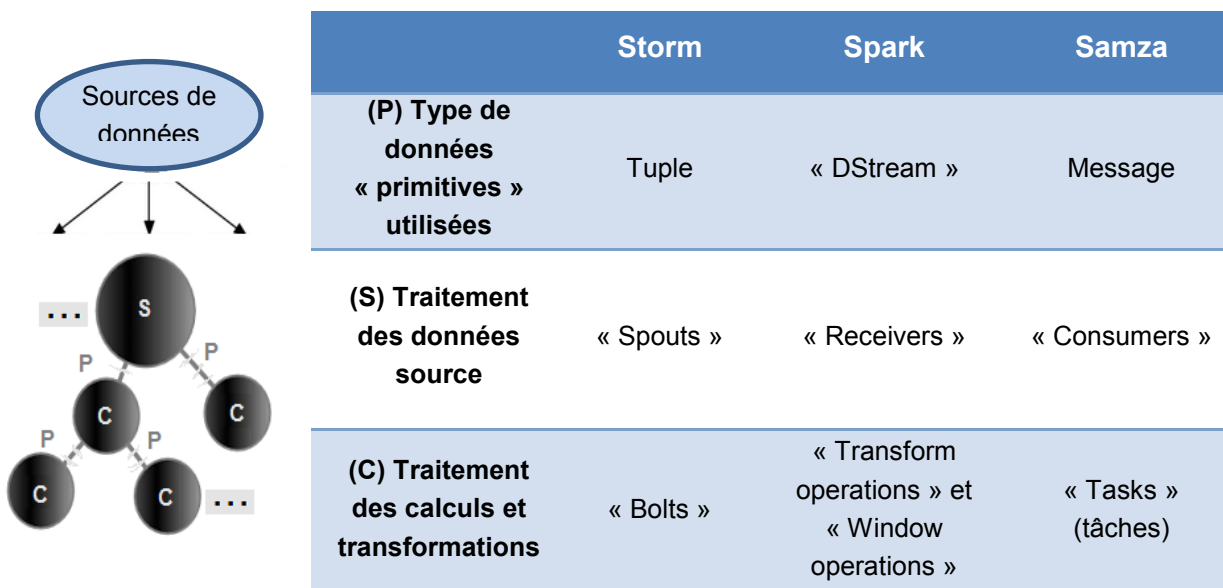 Sources de
données
...
S
P
P
C
C
P
P
C
C
...
Storm
Spark
Samza
(P) Type de
données
« primitives »
utilisées
Tuple
« DStream »
Message
(S) Traitement
des données
source
« Spouts »
« Receivers »
« Consumers »
(C) Traitement
des calculs et
transformations
« Bolts »
« Transform
operations » et
« Window
operations »
« Tasks »
(tâches)